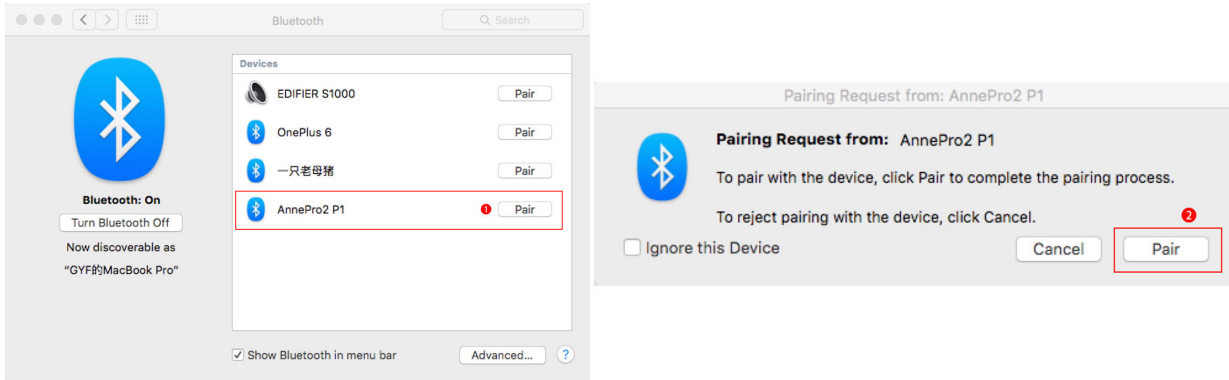 Bluetooth
Search
Devices
EDIFIER S1000 Pair
OnePlus 6 Pair
一只老母猪 Pair
AnnePro2 P1 1 Pair
Bluetooth: On
Turn Bluetooth Off
Now discoverable as
“GYF的MacBook Pro”
Show Bluetooth in menu bar
Advanced... ?
Pairing Request from: AnnePro2 P1
Pairing Request from: AnnePro2 P1
To pair with the device, click Pair to complete the pairing process.
To reject pairing with the device, click Cancel.
2
Ignore this Device
Cancel Pair